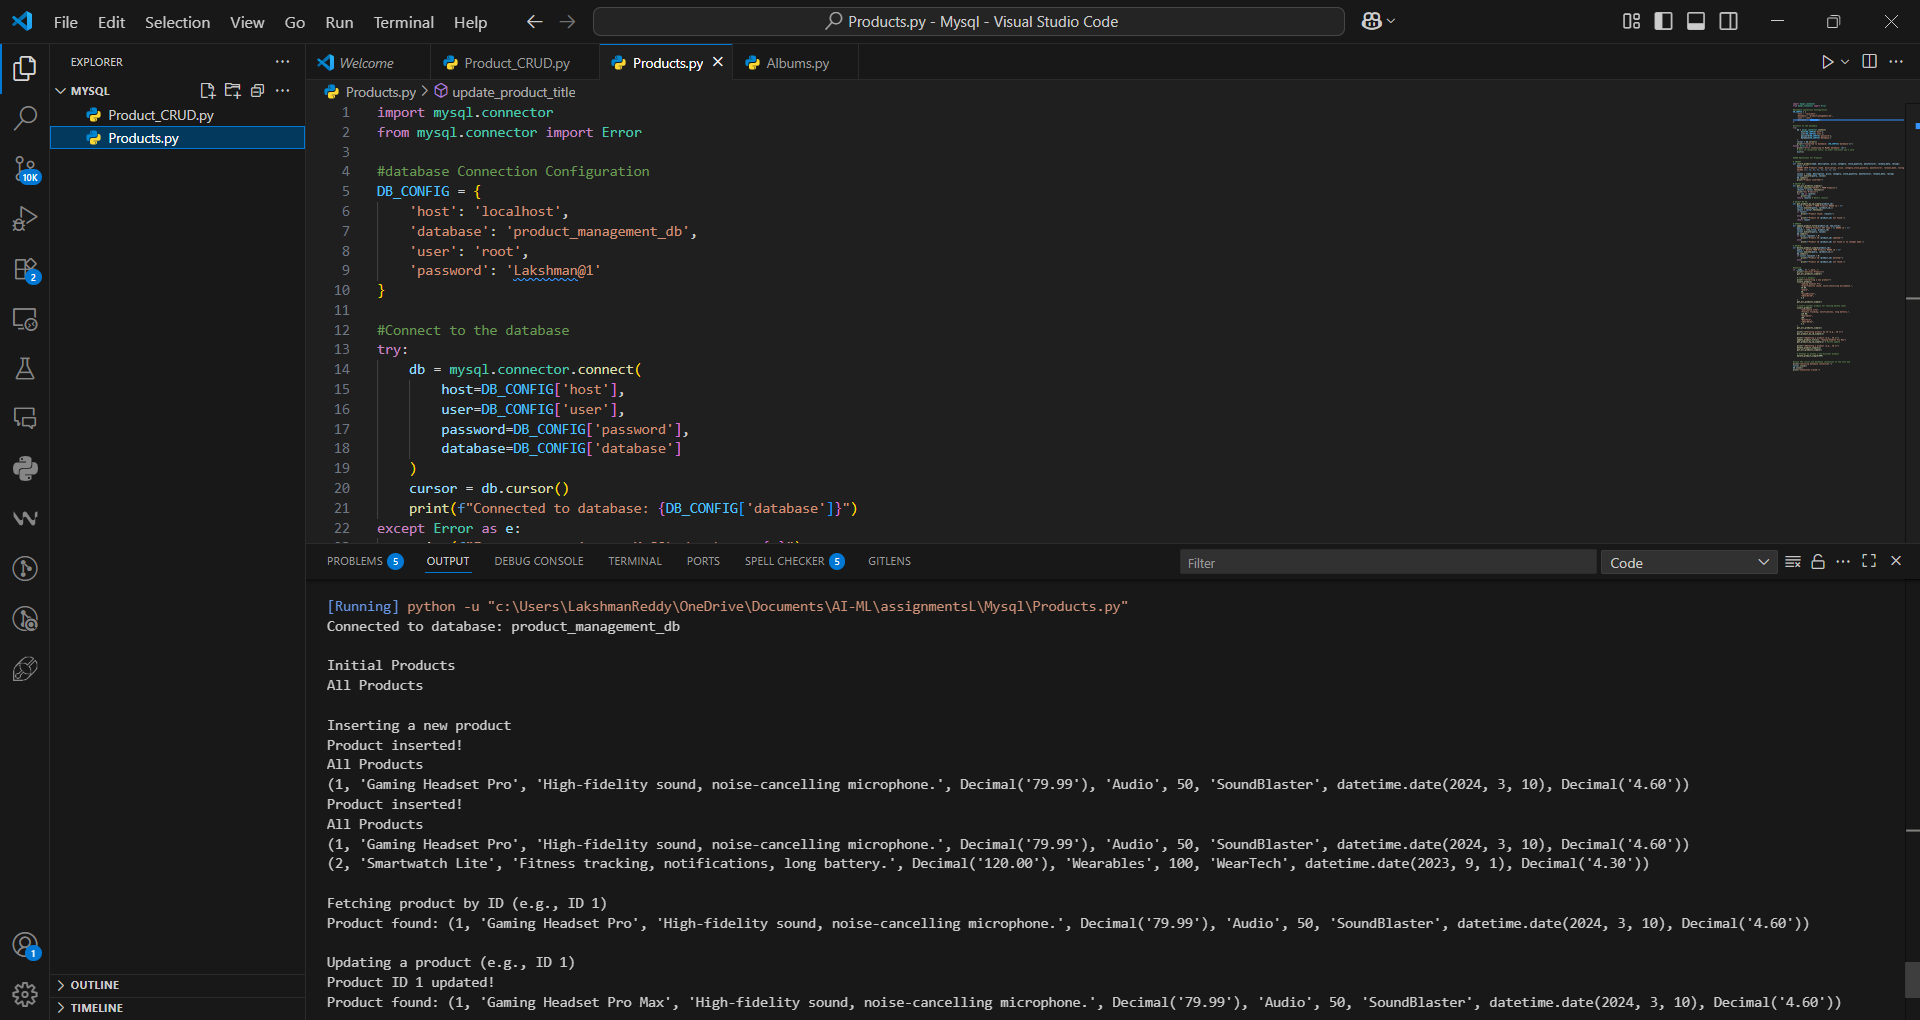 File Edit Selection View Go Run Terminal Help
Products.py - Mysql - Visual Studio Code
EXPLORER
MYSQL
Product_CRUD.py
Products.py
10K
2
1
OUTLINE
TIMELINE
Welcome Product_CRUD.py Products.py Albums.py
Products.py > update_product_title
1 import mysql.connector
2 from mysql.connector import Error
3
4 #database Connection Configuration
5 DB_CONFIG = {
6 'host': 'localhost',
7 'database': 'product_management_db',
8 'user': 'root',
9 'password': 'Lakshman@1'
10 }
11
12 #Connect to the database
13 try:
14 db = mysql.connector.connect(
15 host=DB_CONFIG['host'],
16 user=DB_CONFIG['user'],
17 password=DB_CONFIG['password'],
18 database=DB_CONFIG['database']
19 )
20 cursor = db.cursor()
21 print(f"Connected to database: {DB_CONFIG['database']}")
22 except Error as e:
PROBLEMS 5 OUTPUT DEBUG CONSOLE TERMINAL PORTS SPELL CHECKER 5 GITLENS
Filter
Code
[Running] python -u "c:\Users\LakshmanReddy\OneDrive\Documents\AI-ML\assignmentsL\Mysql\Products.py"
Connected to database: product_management_db
Initial Products
All Products
Inserting a new product
Product inserted!
All Products
(1, 'Gaming Headset Pro', 'High-fidelity sound, noise-cancelling microphone.', Decimal('79.99'), 'Audio', 50, 'SoundBlaster', datetime.date(2024, 3, 10), Decimal('4.60'))
Product inserted!
All Products
(1, 'Gaming Headset Pro', 'High-fidelity sound, noise-cancelling microphone.', Decimal('79.99'), 'Audio', 50, 'SoundBlaster', datetime.date(2024, 3, 10), Decimal('4.60'))
(2, 'Smartwatch Lite', 'Fitness tracking, notifications, long battery.', Decimal('120.00'), 'Wearables', 100, 'WearTech', datetime.date(2023, 9, 1), Decimal('4.30'))
Fetching product by ID (e.g., ID 1)
Product found: (1, 'Gaming Headset Pro', 'High-fidelity sound, noise-cancelling microphone.', Decimal('79.99'), 'Audio', 50, 'SoundBlaster', datetime.date(2024, 3, 10), Decimal('4.60'))
Updating a product (e.g., ID 1)
Product ID 1 updated!
Product found: (1, 'Gaming Headset Pro Max', 'High-fidelity sound, noise-cancelling microphone.', Decimal('79.99'), 'Audio', 50, 'SoundBlaster', datetime.date(2024, 3, 10), Decimal('4.60'))